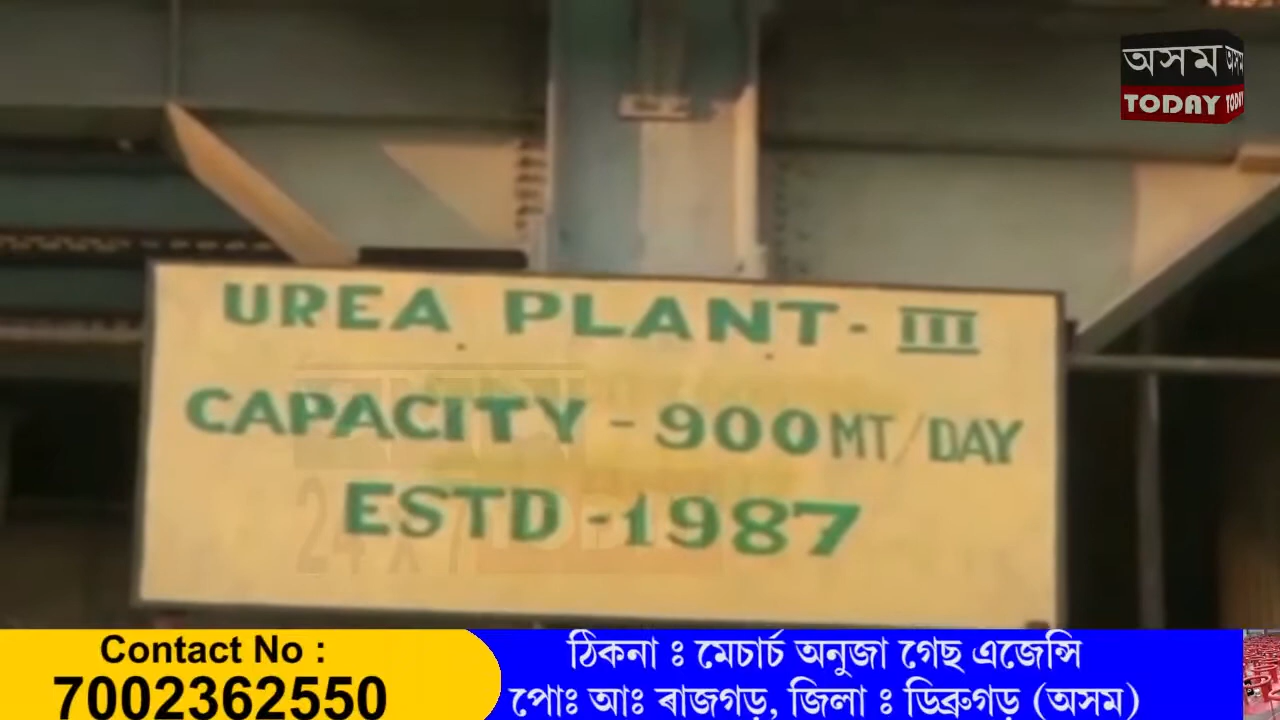 অসম
TODAY
UREA PLANT - III
CAPACITY - 900 MT/DAY
ESTD - 1987
24x7
Contact No :
7002362550
ঠিকনা ঃ মেচাৰ্চ অনুজা গেছ এজেন্সি
পোঃ আঃ ৰাজগড়, জিলা ঃ ডিব্ৰুগড় (অসম)